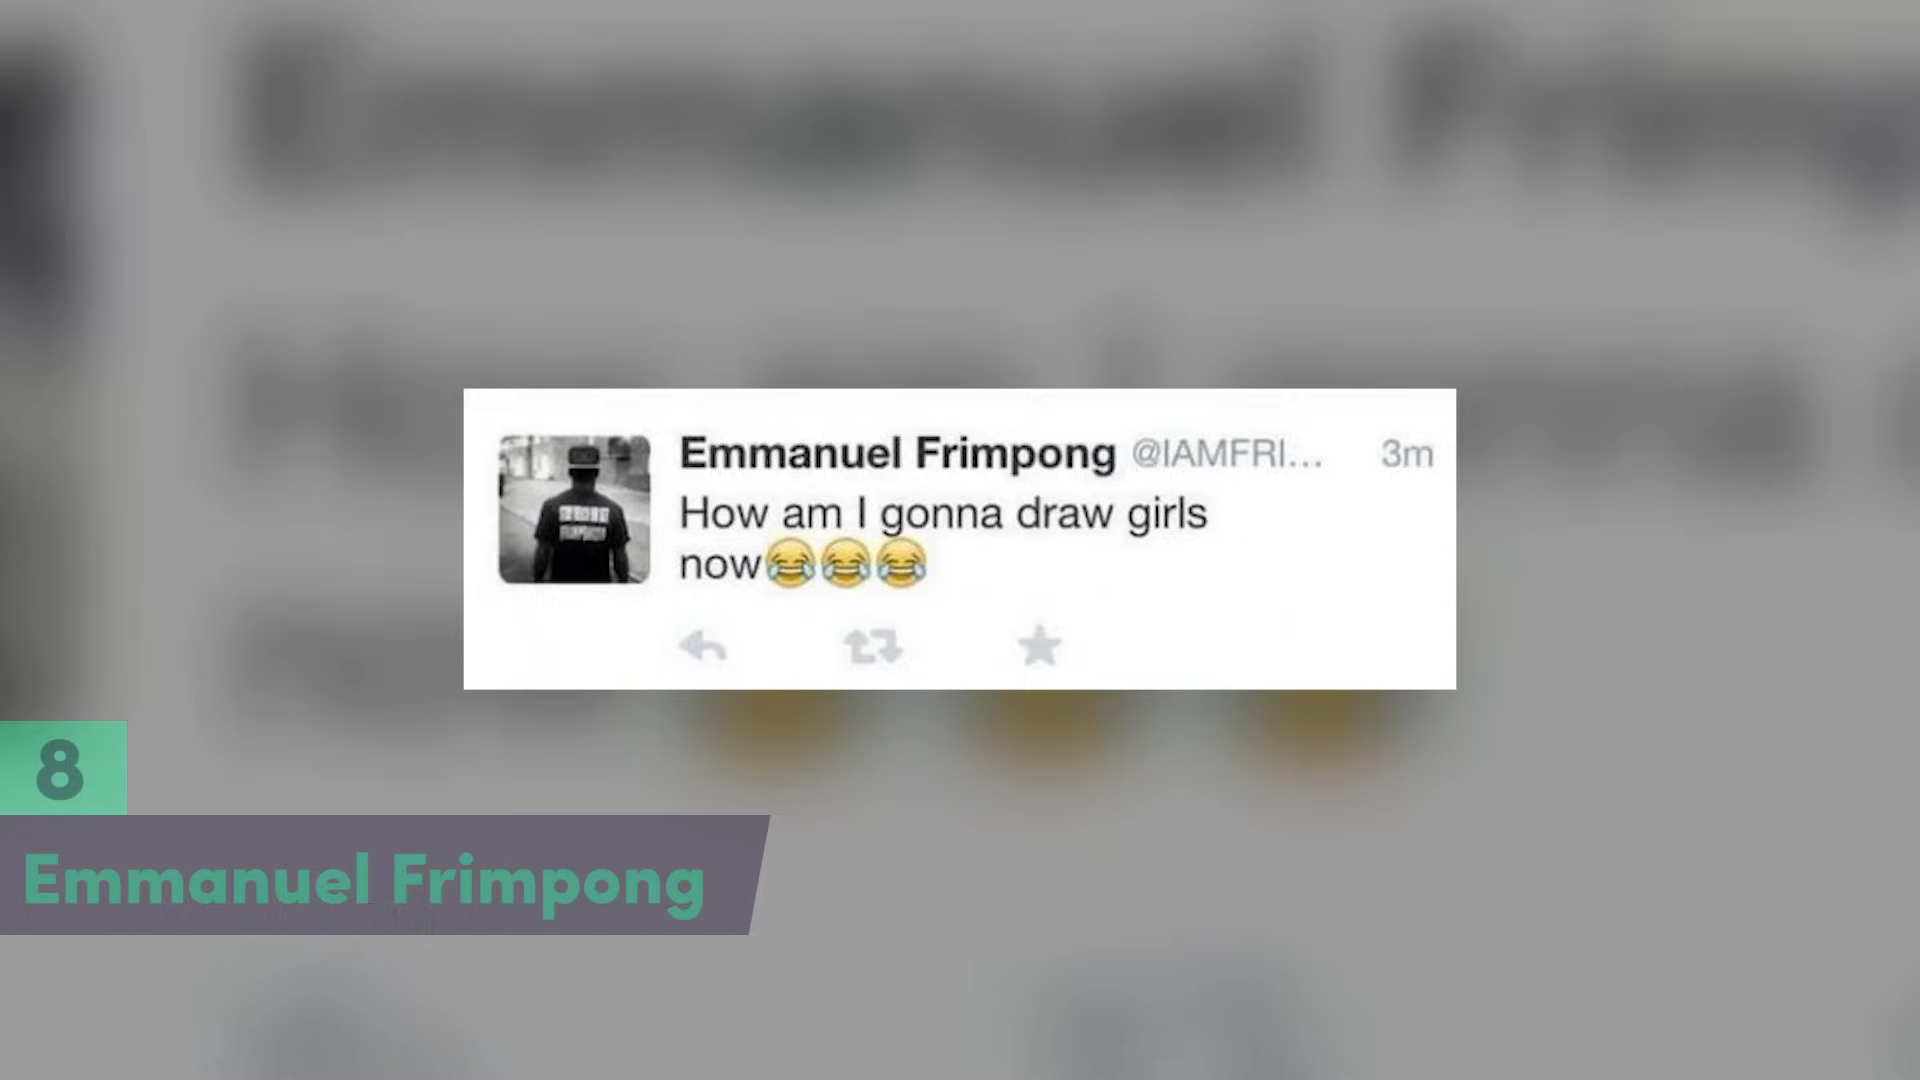 Emmanuel Frimpong @IAMFRI... 3m
How am I gonna draw girls
now😂😂😂
8
Emmanuel Frimpong